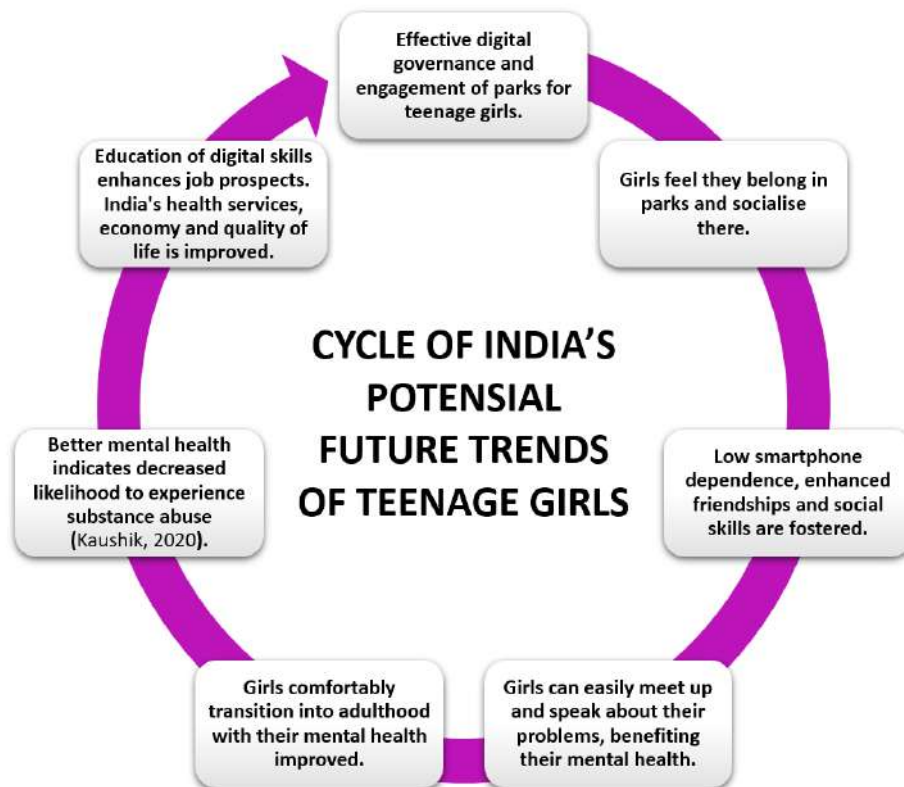 Effective digital
governance and
engagement of parks for
teenage girls.
Girls feel they belong in
parks and socialise
there.
Low smartphone
dependence, enhanced
friendships and social
skills are fostered.
Girls can easily meet up
and speak about their
problems, benefiting
their mental health.
Girls comfortably
transition into adulthood
with their mental health
improved.
Better mental health
indicates decreased
likelihood to experience
substance abuse
(Kaushik, 2020).
Education of digital skills
enhances job prospects.
India's health services,
economy and quality of
life is improved.
CYCLE OF INDIA'S
POTENSIAL
FUTURE TRENDS
OF TEENAGE GIRLS